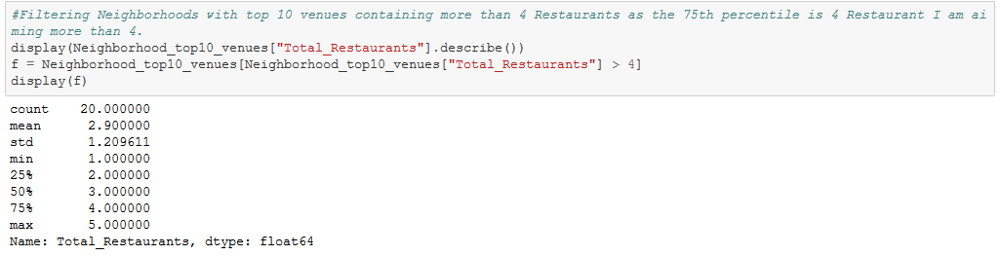 #Filtering Neighborhoods with top 10 venues containing more than 4 Restaurants as the 75th percentile is 4 Restaurant I am ai
ming more than 4.
display(Neighborhood_top10_venues["Total_Restaurants"].describe())
f = Neighborhood_top10_venues[Neighborhood_top10_venues["Total_Restaurants"] > 4]
display(f)
count 20.000000
mean 2.900000
std 1.209611
min 1.000000
25% 2.000000
50% 3.000000
75% 4.000000
max 5.000000
Name: Total_Restaurants, dtype: float64